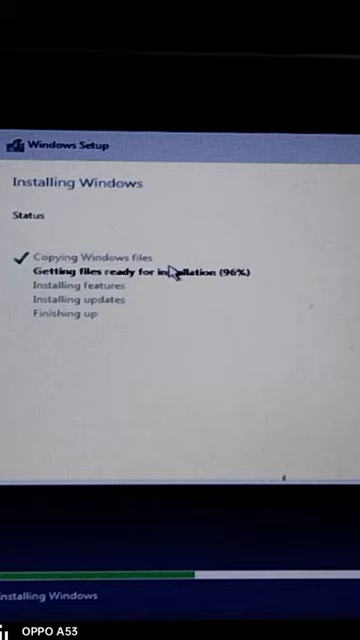 Windows Setup
Installing Windows
Status
Copying Windows files
Getting files ready for installation (96%)
Installing features
Installing updates
Finishing up
Installing Windows
OPPO A53